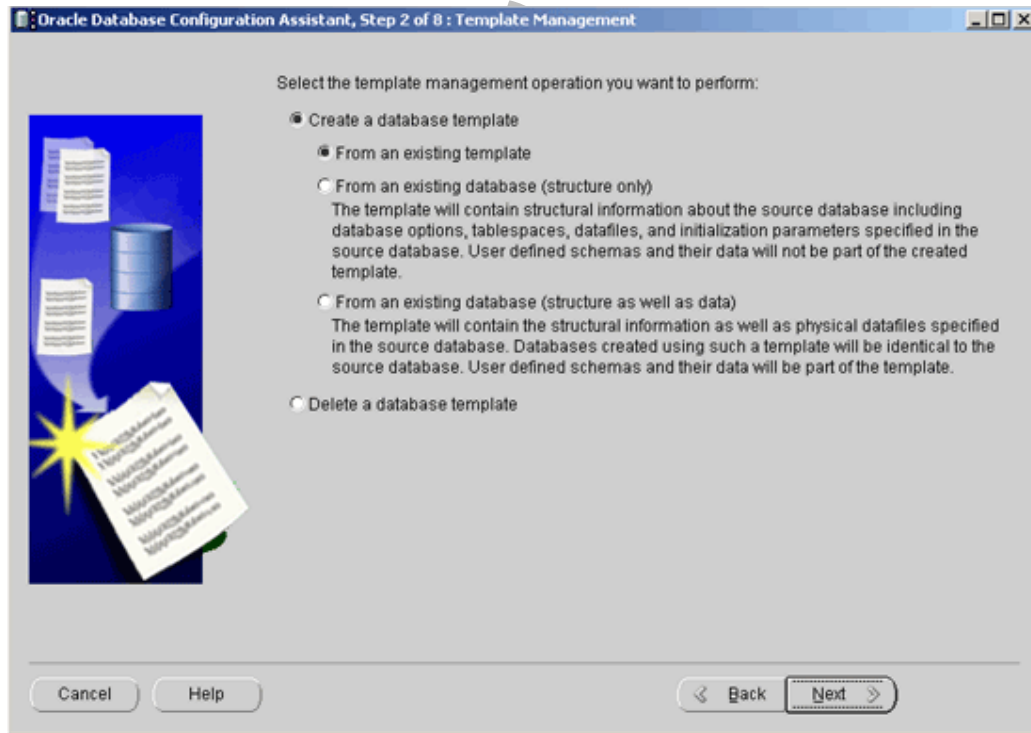 Oracle Database Configuration Assistant, Step 2 of 8 : Template Management
Select the template management operation you want to perform:
Create a database template
From an existing template
From an existing database (structure only)
The template will contain structural information about the source database including
database options, tablespaces, datafiles, and initialization parameters specified in the
source database. User defined schemas and their data will not be part of the created
template.
From an existing database (structure as well as data)
The template will contain the structural information as well as physical datafiles specified
in the source database. Databases created using such a template will be identical to the
source database. User defined schemas and their data will be part of the template.
Delete a database template
Cancel Help Back Next